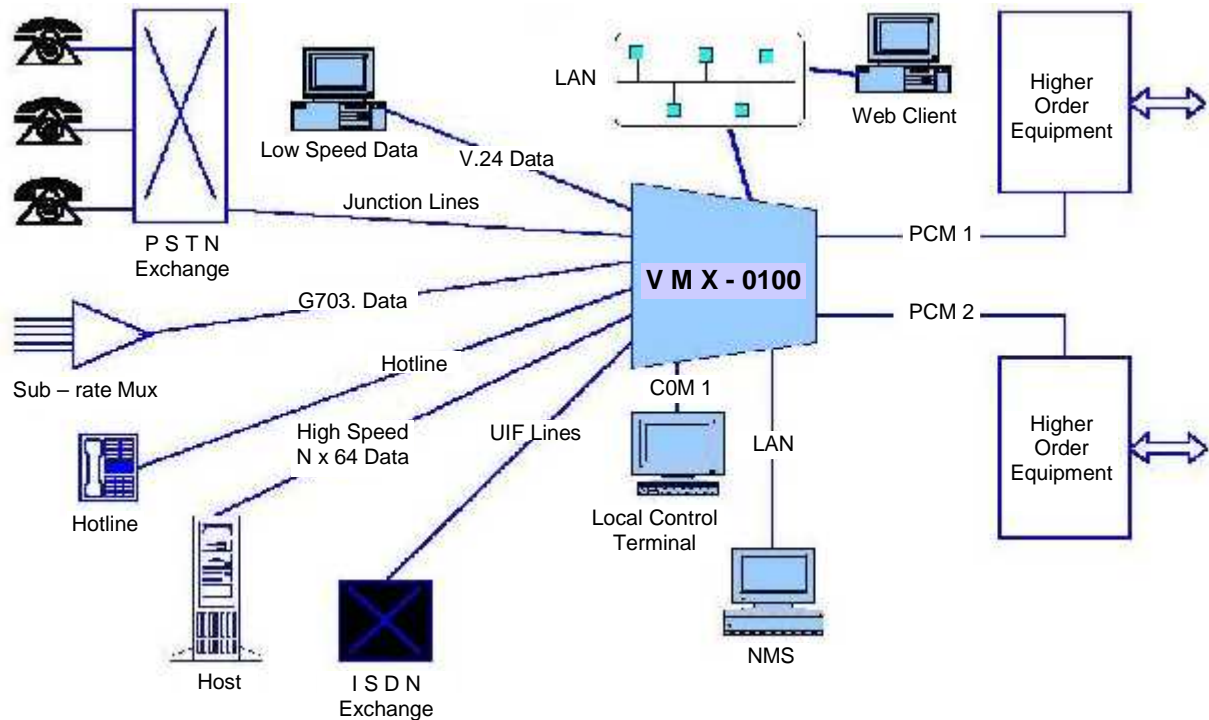 LAN
Web Client
Higher
Order
Equipment
Low Speed Data
V.24 Data
Junction Lines
P S T N
Exchange
PCM 1
V M X - 0100
G703. Data
PCM 2
Sub – rate Mux
Hotline
C0M 1
High Speed
N x 64 Data
UIF Lines
LAN
Higher
Order
Equipment
Hotline
Local Control
Terminal
NMS
Host
I S D N
Exchange